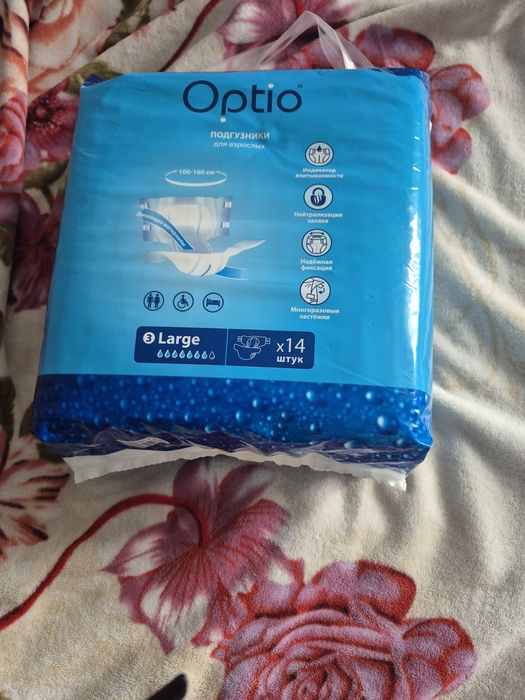 Optio
ПОДГУЗНИКИ
для взрослых
100-160 см
Индикатор
впитываемости
Нейтрализация
запаха
Надёжная
фиксация
Многоразовые
застёжки
3 Large
x14
штук